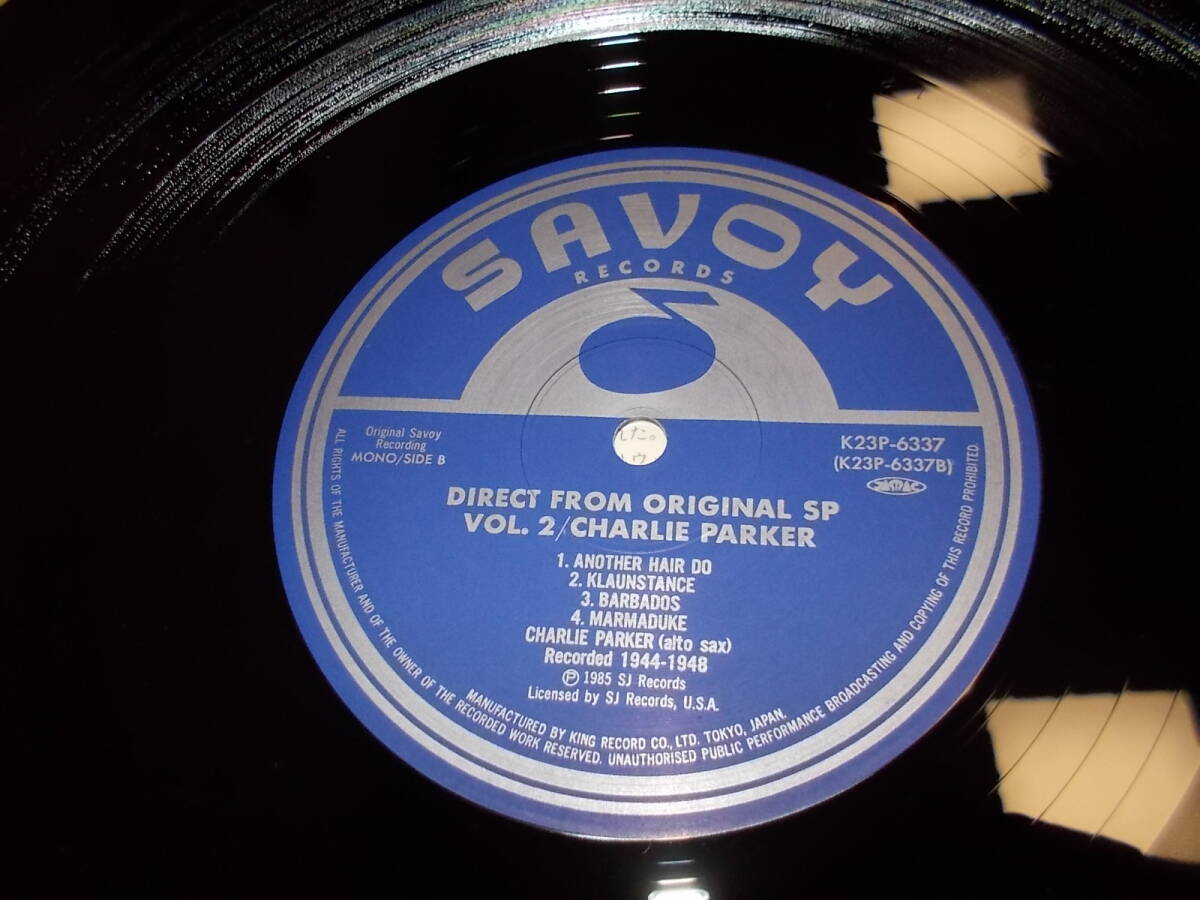 SAVOY
RECORDS
Original Savoy
Recording
MONO/SIDE B
K23P-6337
(K23P-6337B)
した。
DIRECT FROM ORIGINAL SP
VOL. 2/CHARLIE PARKER
1. ANOTHER HAIR DO
2. KLAUNSTANCE
3. BARBADOS
4. MARMADUKE
CHARLIE PARKER (alto sax)
Recorded 1944-1948
Ⓟ 1985 SJ Records
Licensed by SJ Records, U.S.A.
MANUFACTURED BY KING RECORD CO., LTD. TOKYO, JAPAN.
ALL RIGHTS OF THE MANUFACTURER AND OF THE OWNER OF THE RECORDED WORK RESERVED. UNAUTHORISED PUBLIC PERFORMANCE BROADCASTING AND COPYING OF THIS RECORD PROHIBITED.